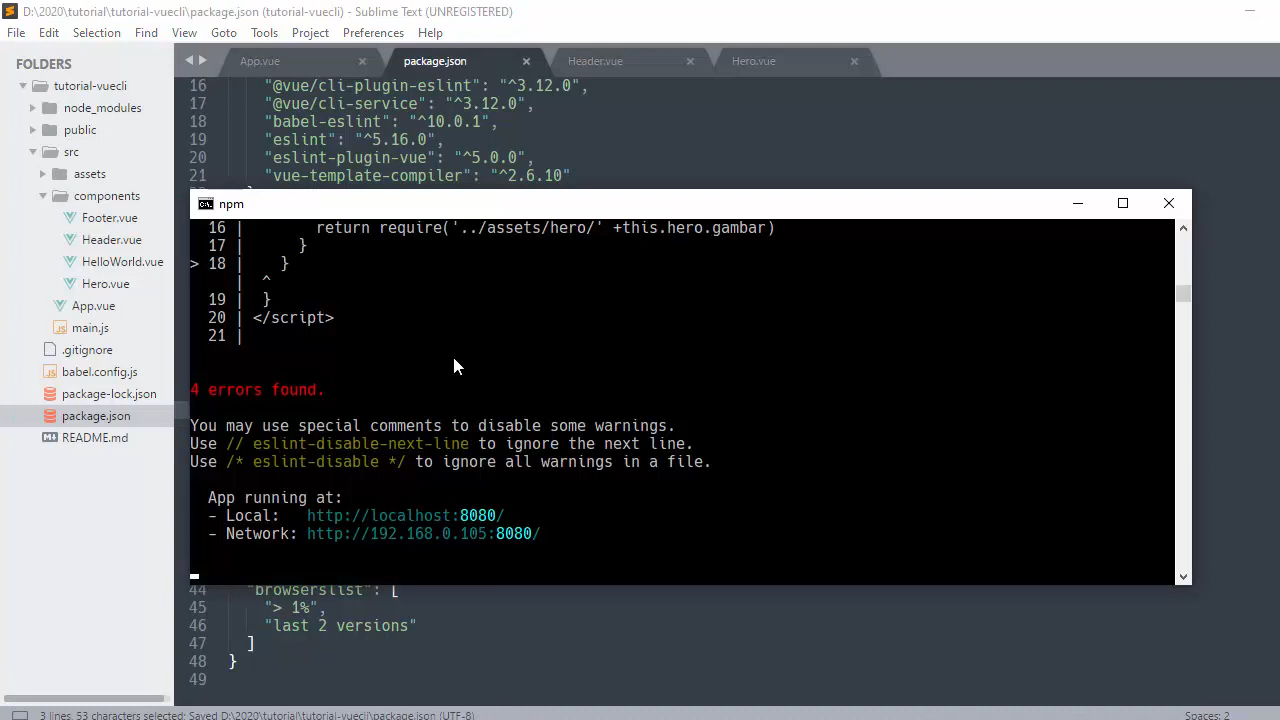 D:\2020\tutorial\tutorial-vuecli\package.json (tutorial-vuecli) - Sublime Text (UNREGISTERED)
File Edit Selection Find View Goto Tools Project Preferences Help
FOLDERS
tutorial-vuecli
node_modules
public
src
assets
components
Footer.vue
Header.vue
HelloWorld.vue
Hero.vue
App.vue
main.js
.gitignore
babel.config.js
package-lock.json
package.json
README.md
App.vue package.json Header.vue Hero.vue
16 "@vue/cli-plugin-eslint": "^3.12.0",
17 "@vue/cli-service": "^3.12.0",
18 "babel-eslint": "^10.0.1",
19 "eslint": "^5.16.0",
20 "eslint-plugin-vue": "^5.0.0",
21 "vue-template-compiler": "^2.6.10"
npm
16 | return require('../assets/hero/' +this.hero.gambar)
17 | }
> 18 | }
| ^
19 | }
20 | </script>
21 |
4 errors found.
You may use special comments to disable some warnings.
Use // eslint-disable-next-line to ignore the next line.
Use /* eslint-disable */ to ignore all warnings in a file.
App running at:
- Local: http://localhost:8080/
- Network: http://192.168.0.105:8080/
44 "browserslist": [
45 "> 1%",
46 "last 2 versions"
47 ]
48 }
49
3 lines, 53 characters selected; Saved D:\2020\tutorial\tutorial-vuecli\package.json (UTF-8) Spaces: 2